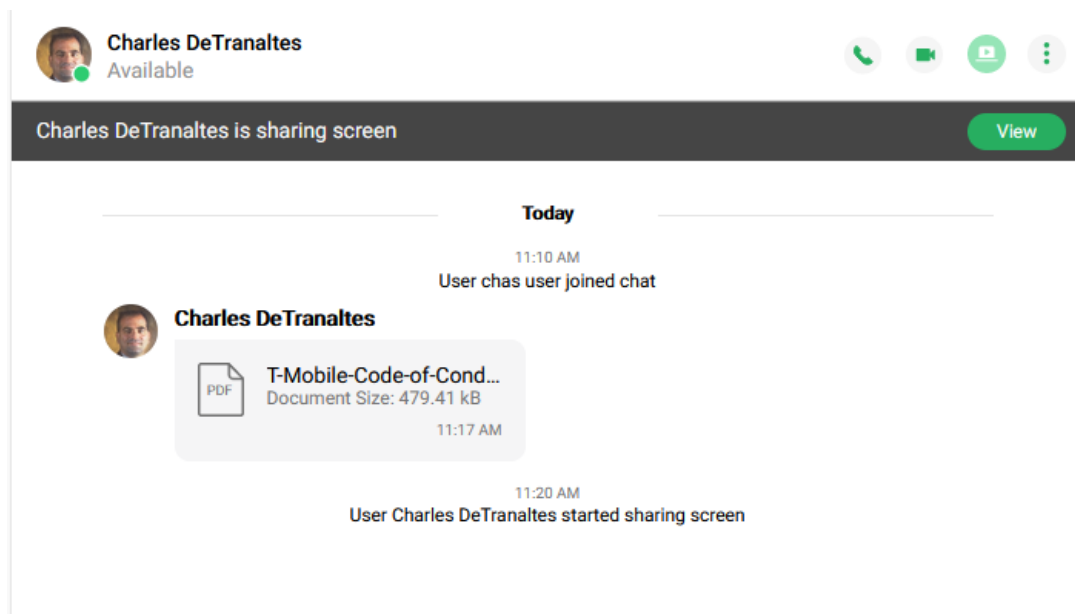 Charles DeTranaltes
Available
Charles DeTranaltes is sharing screen
View
Today
11:10 AM
User chas user joined chat
Charles DeTranaltes
PDF
T-Mobile-Code-of-Cond...
Document Size: 479.41 kB
11:17 AM
11:20 AM
User Charles DeTranaltes started sharing screen